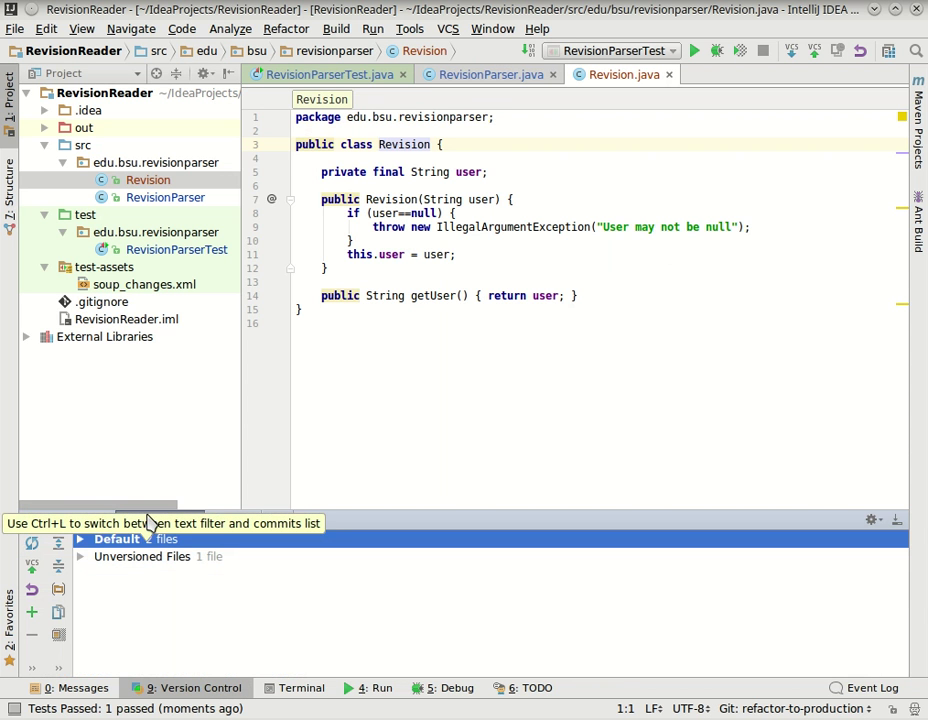 RevisionReader - [~/IdeaProjects/RevisionReader] - [RevisionReader] - ~/IdeaProjects/RevisionReader/src/edu/bsu/revisionparser/Revision.java - IntelliJ IDEA ...
File Edit View Navigate Code Analyze Refactor Build Run Tools VCS Window Help
RevisionReader src edu bsu revisionparser Revision RevisionParserTest VCS VCS
Project
RevisionParserTest.java RevisionParser.java Revision.java
1: Project
7: Structure
2: Favorites
RevisionReader ~/IdeaProjects/
.idea
out
src
edu.bsu.revisionparser
Revision
RevisionParser
test
edu.bsu.revisionparser
RevisionParserTest
test-assets
soup_changes.xml
.gitignore
RevisionReader.iml
External Libraries
Revision
1 package edu.bsu.revisionparser;
2
3 public class Revision {
4
5 private final String user;
6
7 @ public Revision(String user) {
8 if (user==null) {
9 throw new IllegalArgumentException("User may not be null");
10 }
11 this.user = user;
12 }
13
14 public String getUser() { return user; }
15 }
16
Maven Projects
Ant Build
Use Ctrl+L to switch between text filter and commits list
Default 2 files
Unversioned Files 1 file
VCS
0: Messages 9: Version Control Terminal 4: Run 5: Debug 6: TODO Event Log
Tests Passed: 1 passed (moments ago) 1:1 LF UTF-8 Git: refactor-to-production